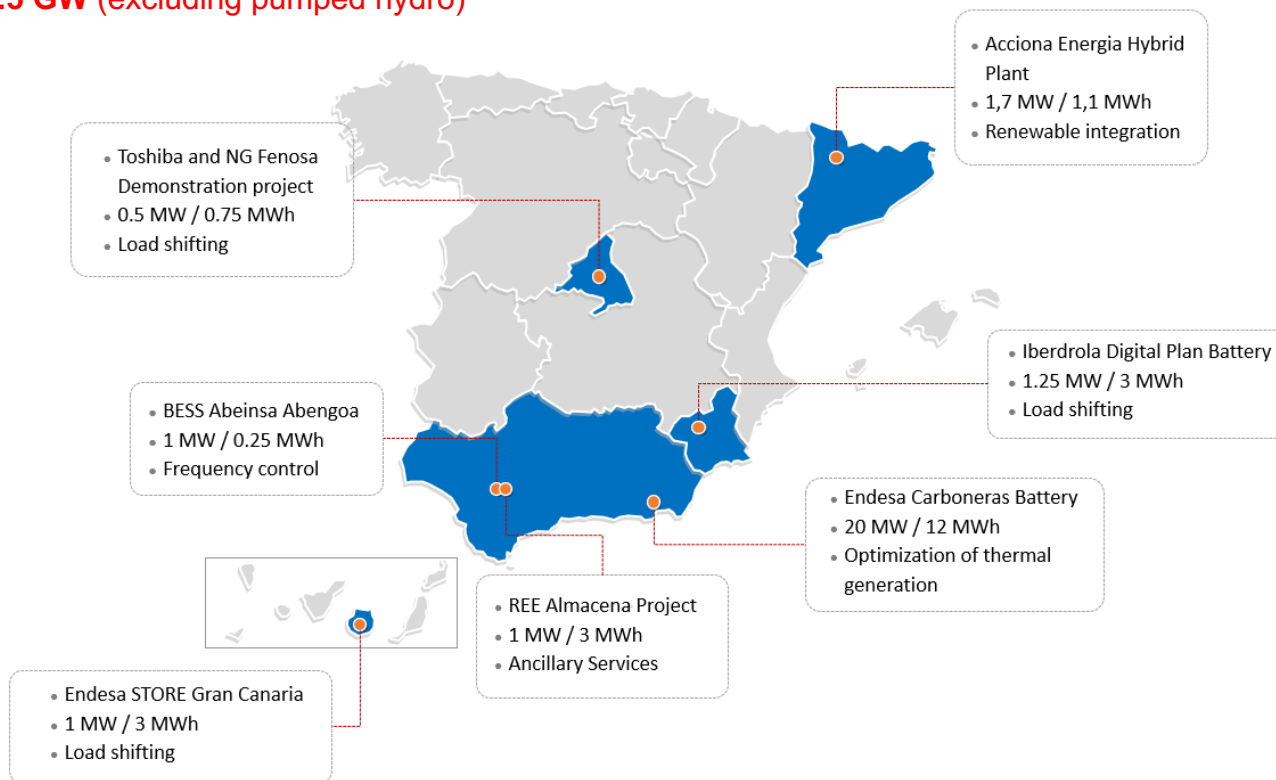 .5 GW (excluding pumped hydro)
• Acciona Energia Hybrid
Plant
• 1,7 MW / 1,1 MWh
• Renewable integration
• Toshiba and NG Fenosa
Demonstration project
• 0.5 MW / 0.75 MWh
• Load shifting
• Iberdrola Digital Plan Battery
• 1.25 MW / 3 MWh
• Load shifting
• BESS Abeinsa Abengoa
• 1 MW / 0.25 MWh
• Frequency control
• Endesa Carboneras Battery
• 20 MW / 12 MWh
• Optimization of thermal
generation
• REE Almacena Project
• 1 MW / 3 MWh
• Ancillary Services
• Endesa STORE Gran Canaria
• 1 MW / 3 MWh
• Load shifting